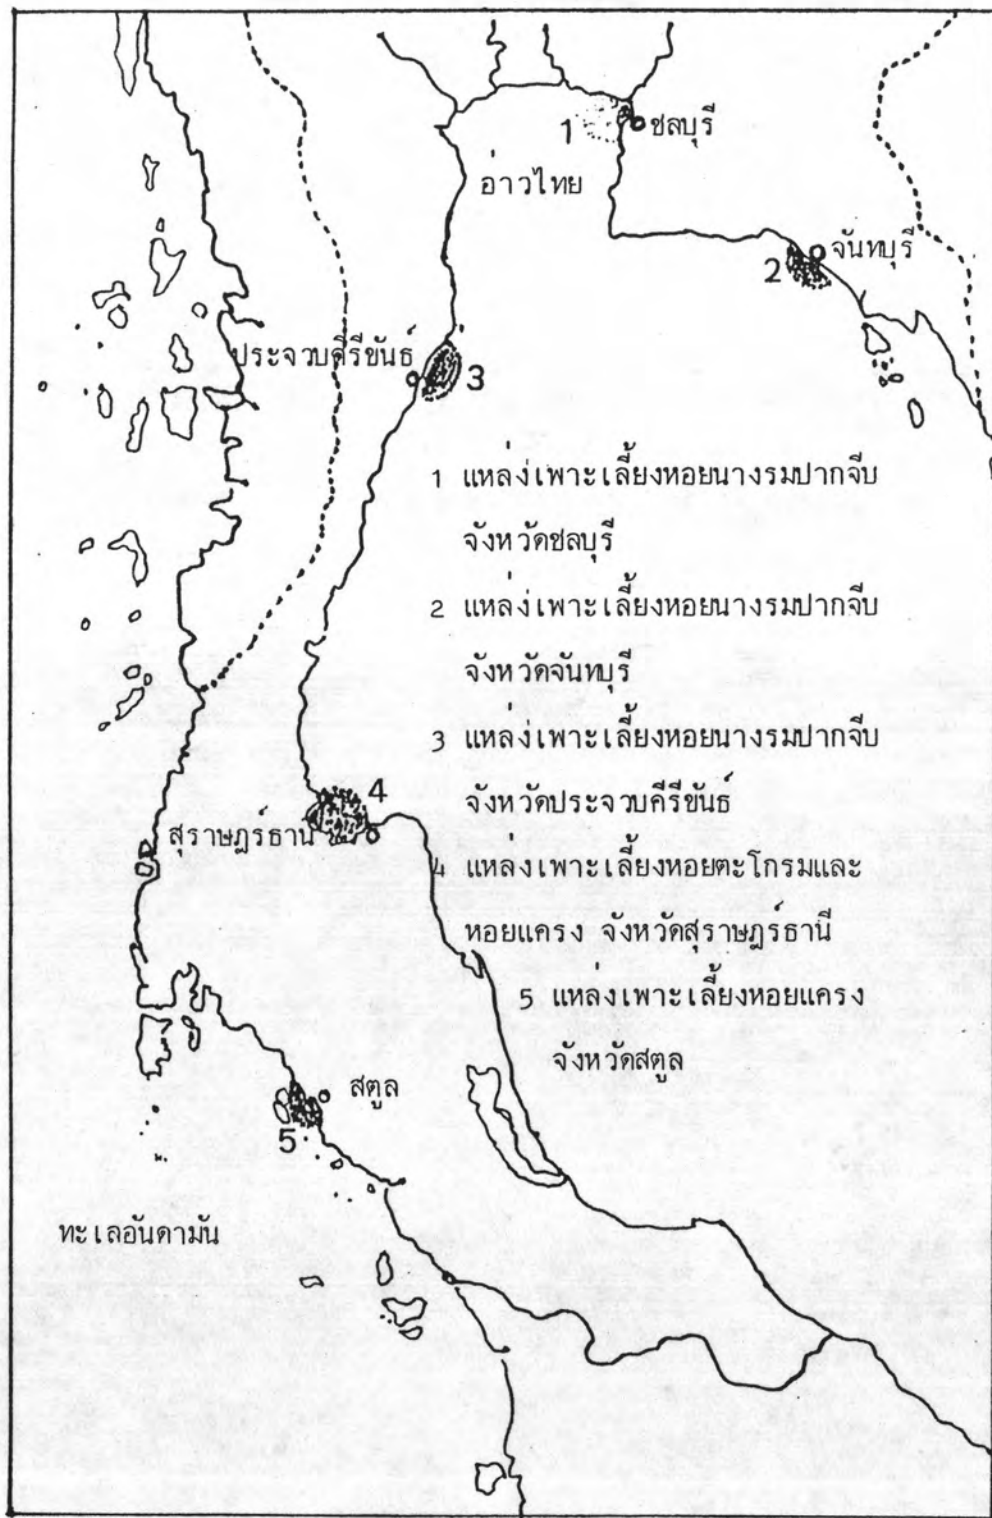 1 ชลบุรี
อ่าวไทย
2 จันทบุรี
ประจวบคีรีขันธ์ 3
1 แหล่งเพาะเลี้ยงหอยนางรมปากจีบ
จังหวัดชลบุรี
2 แหล่งเพาะเลี้ยงหอยนางรมปากจีบ
จังหวัดจันทบุรี
3 แหล่งเพาะเลี้ยงหอยนางรมปากจีบ
จังหวัดประจวบคีรีขันธ์
4
สุราษฎร์ธานี
4 แหล่งเพาะเลี้ยงหอยตะโกรมและ
หอยแครง จังหวัดสุราษฎร์ธานี
5 แหล่งเพาะเลี้ยงหอยแครง
จังหวัดสตูล
สตูล
5
ทะเลอันดามัน